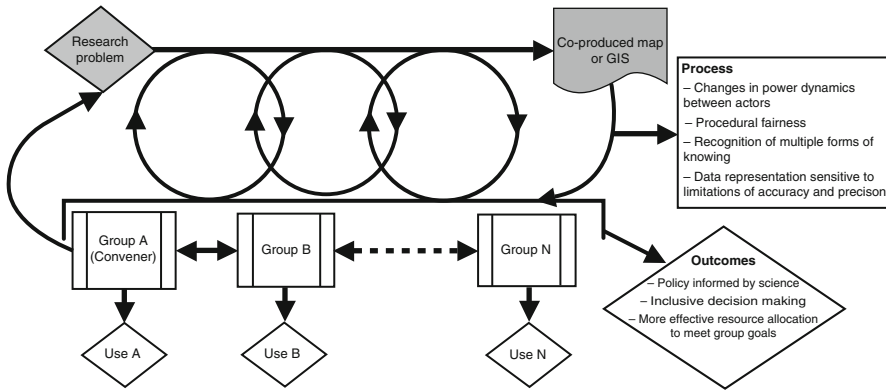 Research
problem
Co-produced map
or GIS
Process
– Changes in power dynamics
between actors
– Procedural fairness
– Recognition of multiple forms of
knowing
– Data representation sensitive to
limitations of accuracy and precison
Group A
(Convener)
Group B
Group N
Outcomes
– Policy informed by science
– Inclusive decision making
– More effective resource allocation
to meet group goals
Use A
Use B
Use N